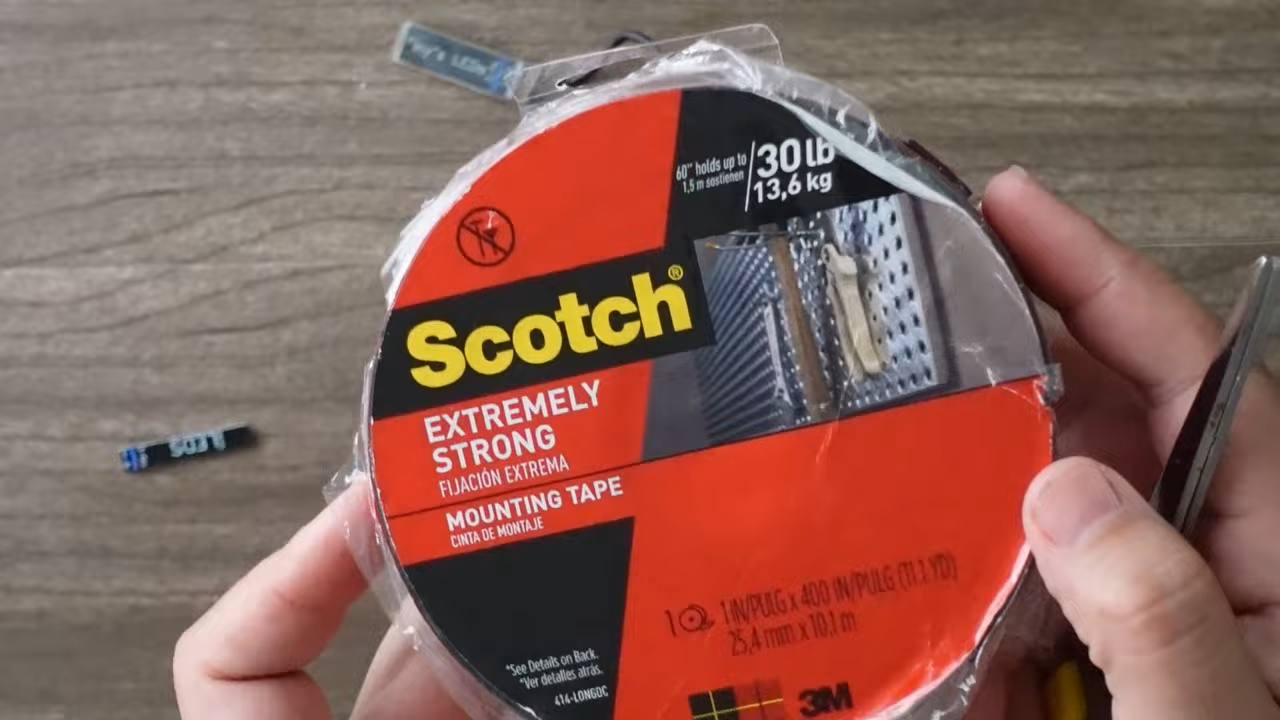 60" holds up to
1,5 m sostienen
30 lb
13,6 kg
Scotch®
EXTREMELY
STRONG
FIJACIÓN EXTREMA
MOUNTING TAPE
CINTA DE MONTAJE
1 1 IN/PULG x 400 IN/PULG (11.1 YD)
25,4 mm x 10,1 m
*See Details on Back.
*Ver detalles atrás.
414-LONGDC
3M